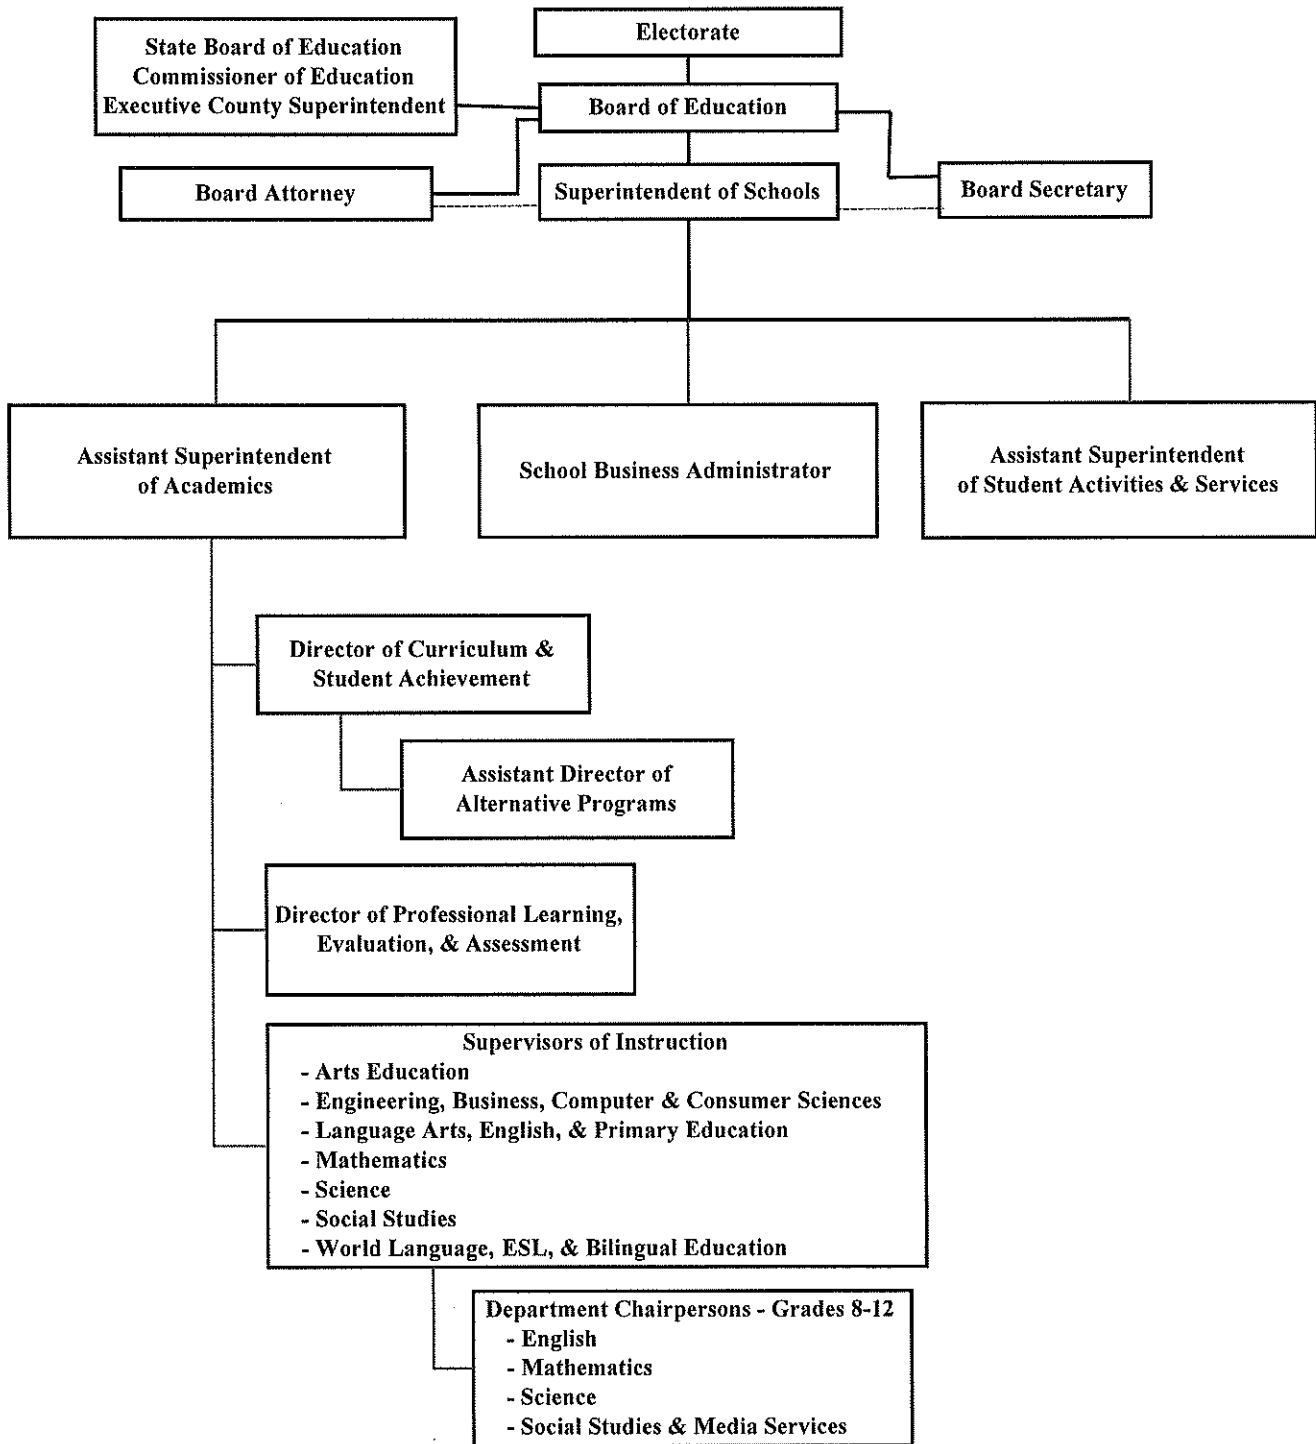 Electorate
State Board of Education
Commissioner of Education
Executive County Superintendent
Board of Education
Board Attorney
Superintendent of Schools
Board Secretary
Assistant Superintendent
of Academics
School Business Administrator
Assistant Superintendent
of Student Activities & Services
Director of Curriculum &
Student Achievement
Assistant Director of
Alternative Programs
Director of Professional Learning,
Evaluation, & Assessment
Supervisors of Instruction
- Arts Education
- Engineering, Business, Computer & Consumer Sciences
- Language Arts, English, & Primary Education
- Mathematics
- Science
- Social Studies
- World Language, ESL, & Bilingual Education
Department Chairpersons - Grades 8-12
- English
- Mathematics
- Science
- Social Studies & Media Services